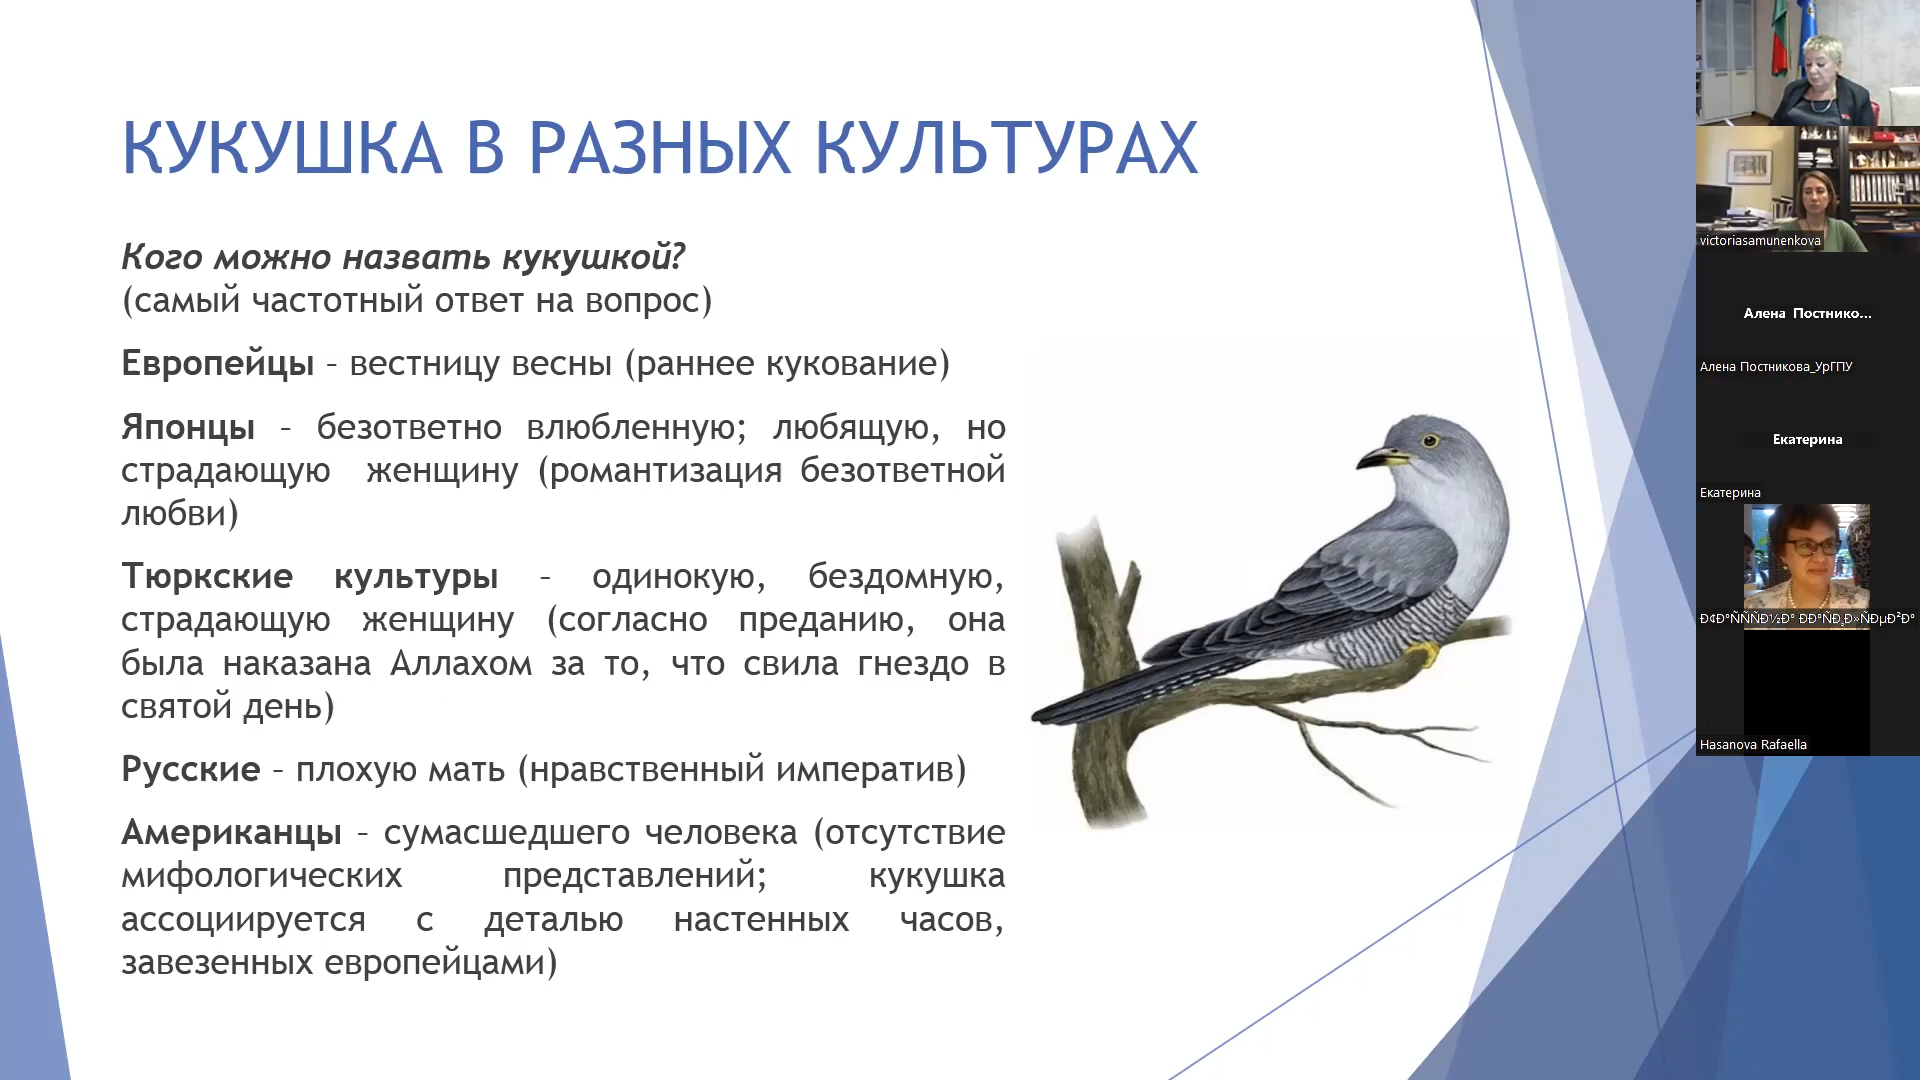 КУКУШКА В РАЗНЫХ КУЛЬТУРАХ
Кого можно назвать кукушкой?
(самый частотный ответ на вопрос)
Европейцы – вестницу весны (раннее кукование)
Японцы – безответно влюбленную; любящую, но
страдающую женщину (романтизация безответной
любви)
Тюркские культуры – одинокую, бездомную,
страдающую женщину (согласно преданию, она
была наказана Аллахом за то, что свила гнездо в
святой день)
Русские – плохую мать (нравственный императив)
Американцы – сумасшедшего человека (отсутствие
мифологических представлений; кукушка
ассоциируется с деталью настенных часов,
завезенных европейцами)
victoriasamunenkova
Алена Постнико...
Алена Постникова_УрГПУ
Екатерина
Екатерина
Hasanova Rafaella